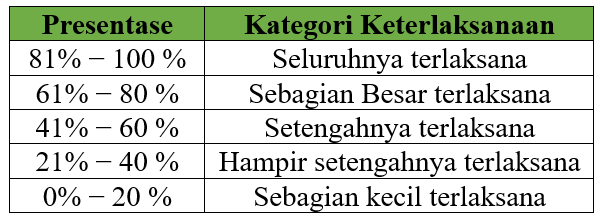 Presentase Kategori Keterlaksanaan
81% − 100 % Seluruhnya terlaksana
61% − 80 % Sebagian Besar terlaksana
41% − 60 % Setengahnya terlaksana
21% − 40 % Hampir setengahnya terlaksana
0% − 20 % Sebagian kecil terlaksana